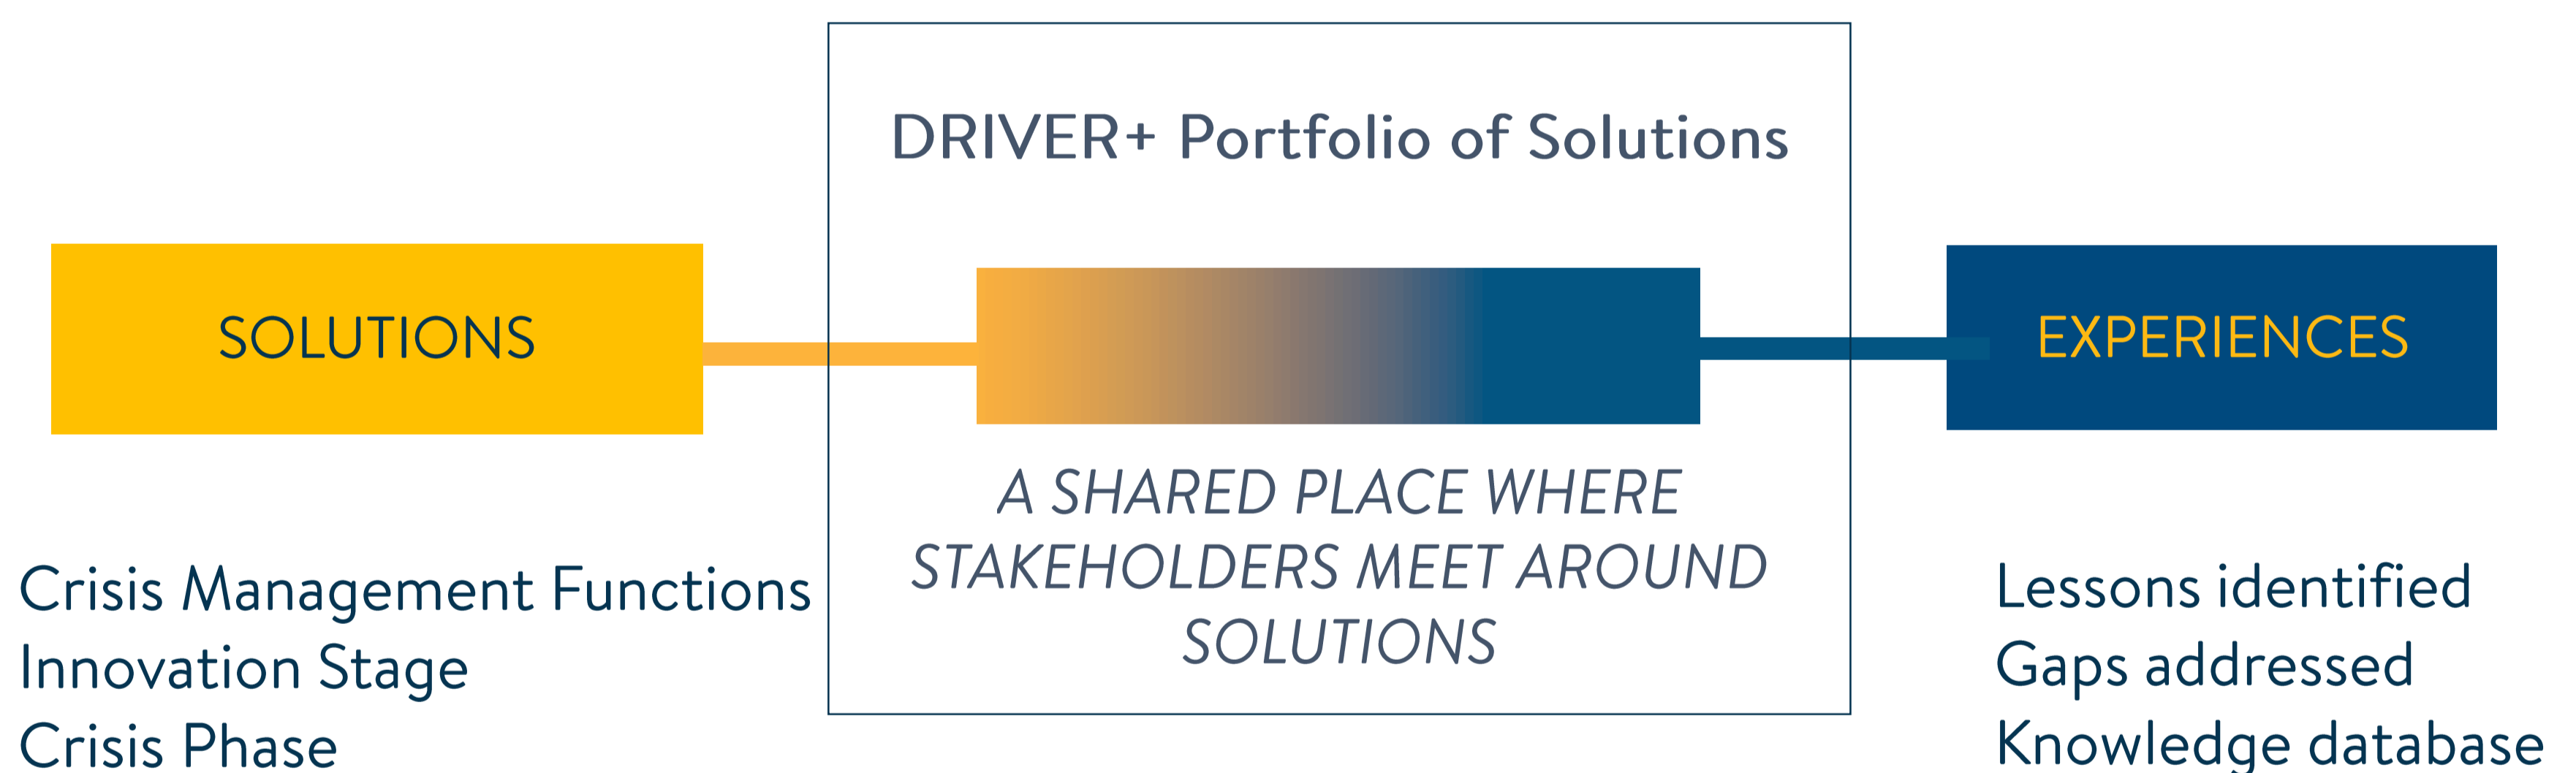 DRIVER+ Portfolio of Solutions
SOLUTIONS
EXPERIENCES
A SHARED PLACE WHERE
STAKEHOLDERS MEET AROUND
SOLUTIONS
Crisis Management Functions
Innovation Stage
Crisis Phase
Lessons identified
Gaps addressed
Knowledge database